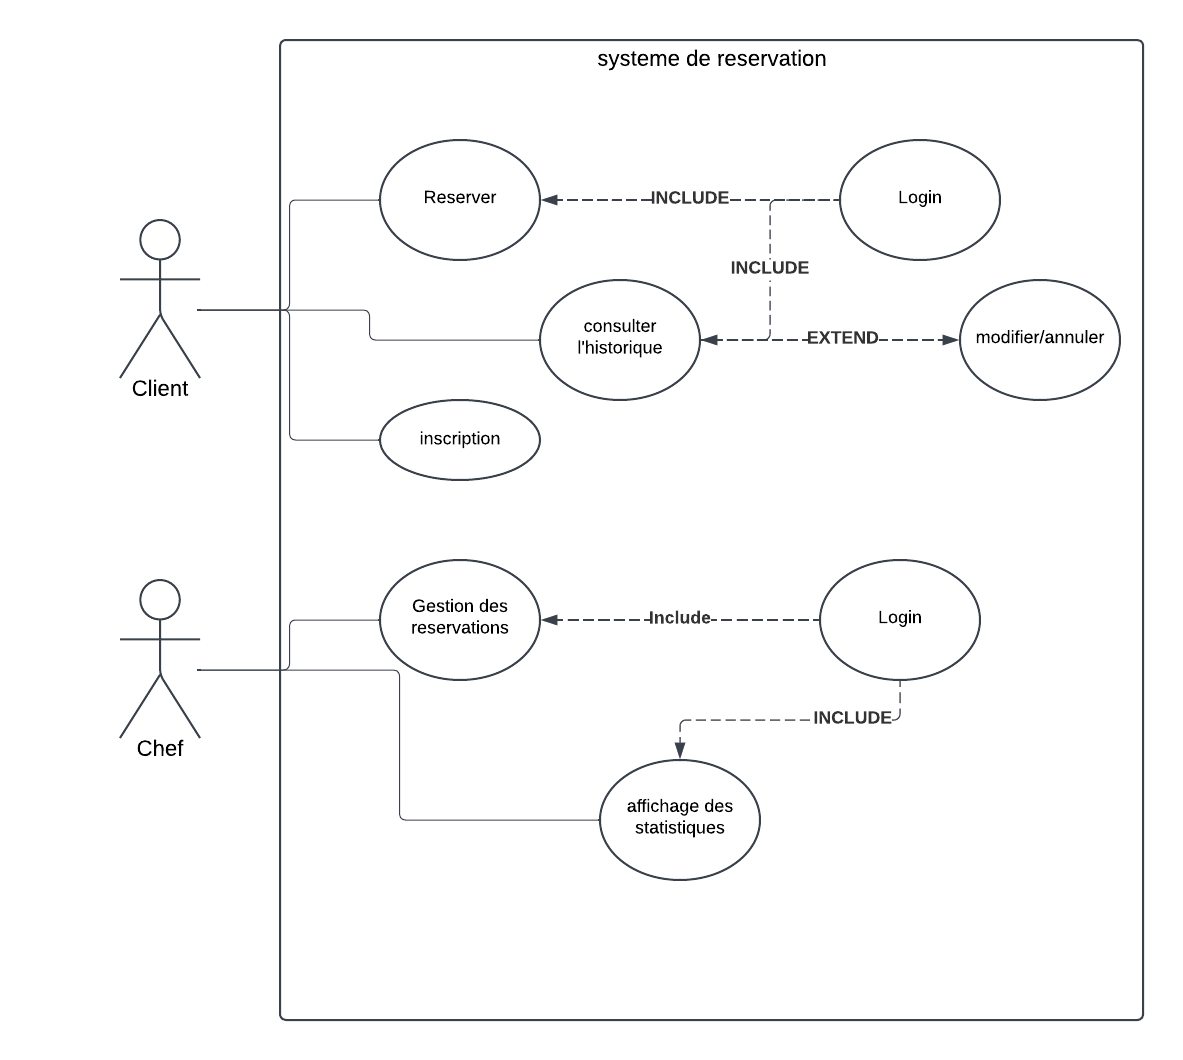 systeme de reservation
Reserver
INCLUDE
Login
INCLUDE
consulter
l'historique
EXTEND
modifier/annuler
Client
inscription
Gestion des
reservations
Include
Login
INCLUDE
Chef
affichage des
statistiques